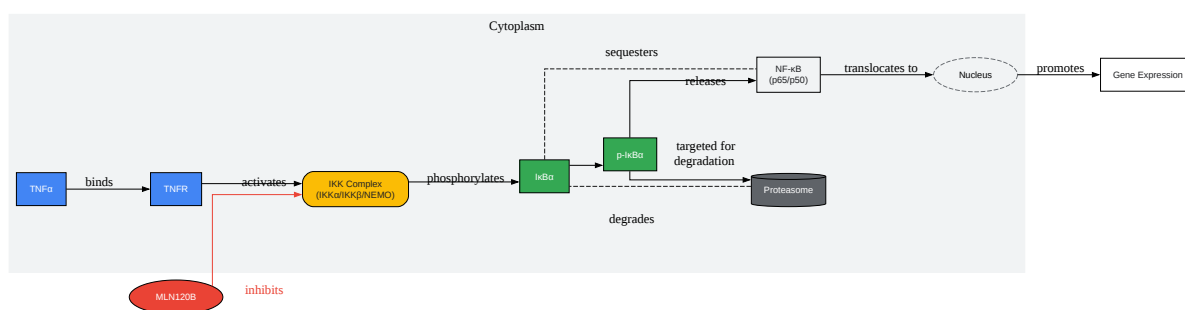 Cytoplasm
sequesters
NF-κB
(p65/p50)
translocates to
Nucleus
promotes
Gene Expression
releases
p-IκBα
targeted for
degradation
TNFα
binds
TNFR
activates
IKK Complex
(IKKα/IKKβ/NEMO)
phosphorylates
IκBα
Proteasome
degrades
MLN120B
inhibits